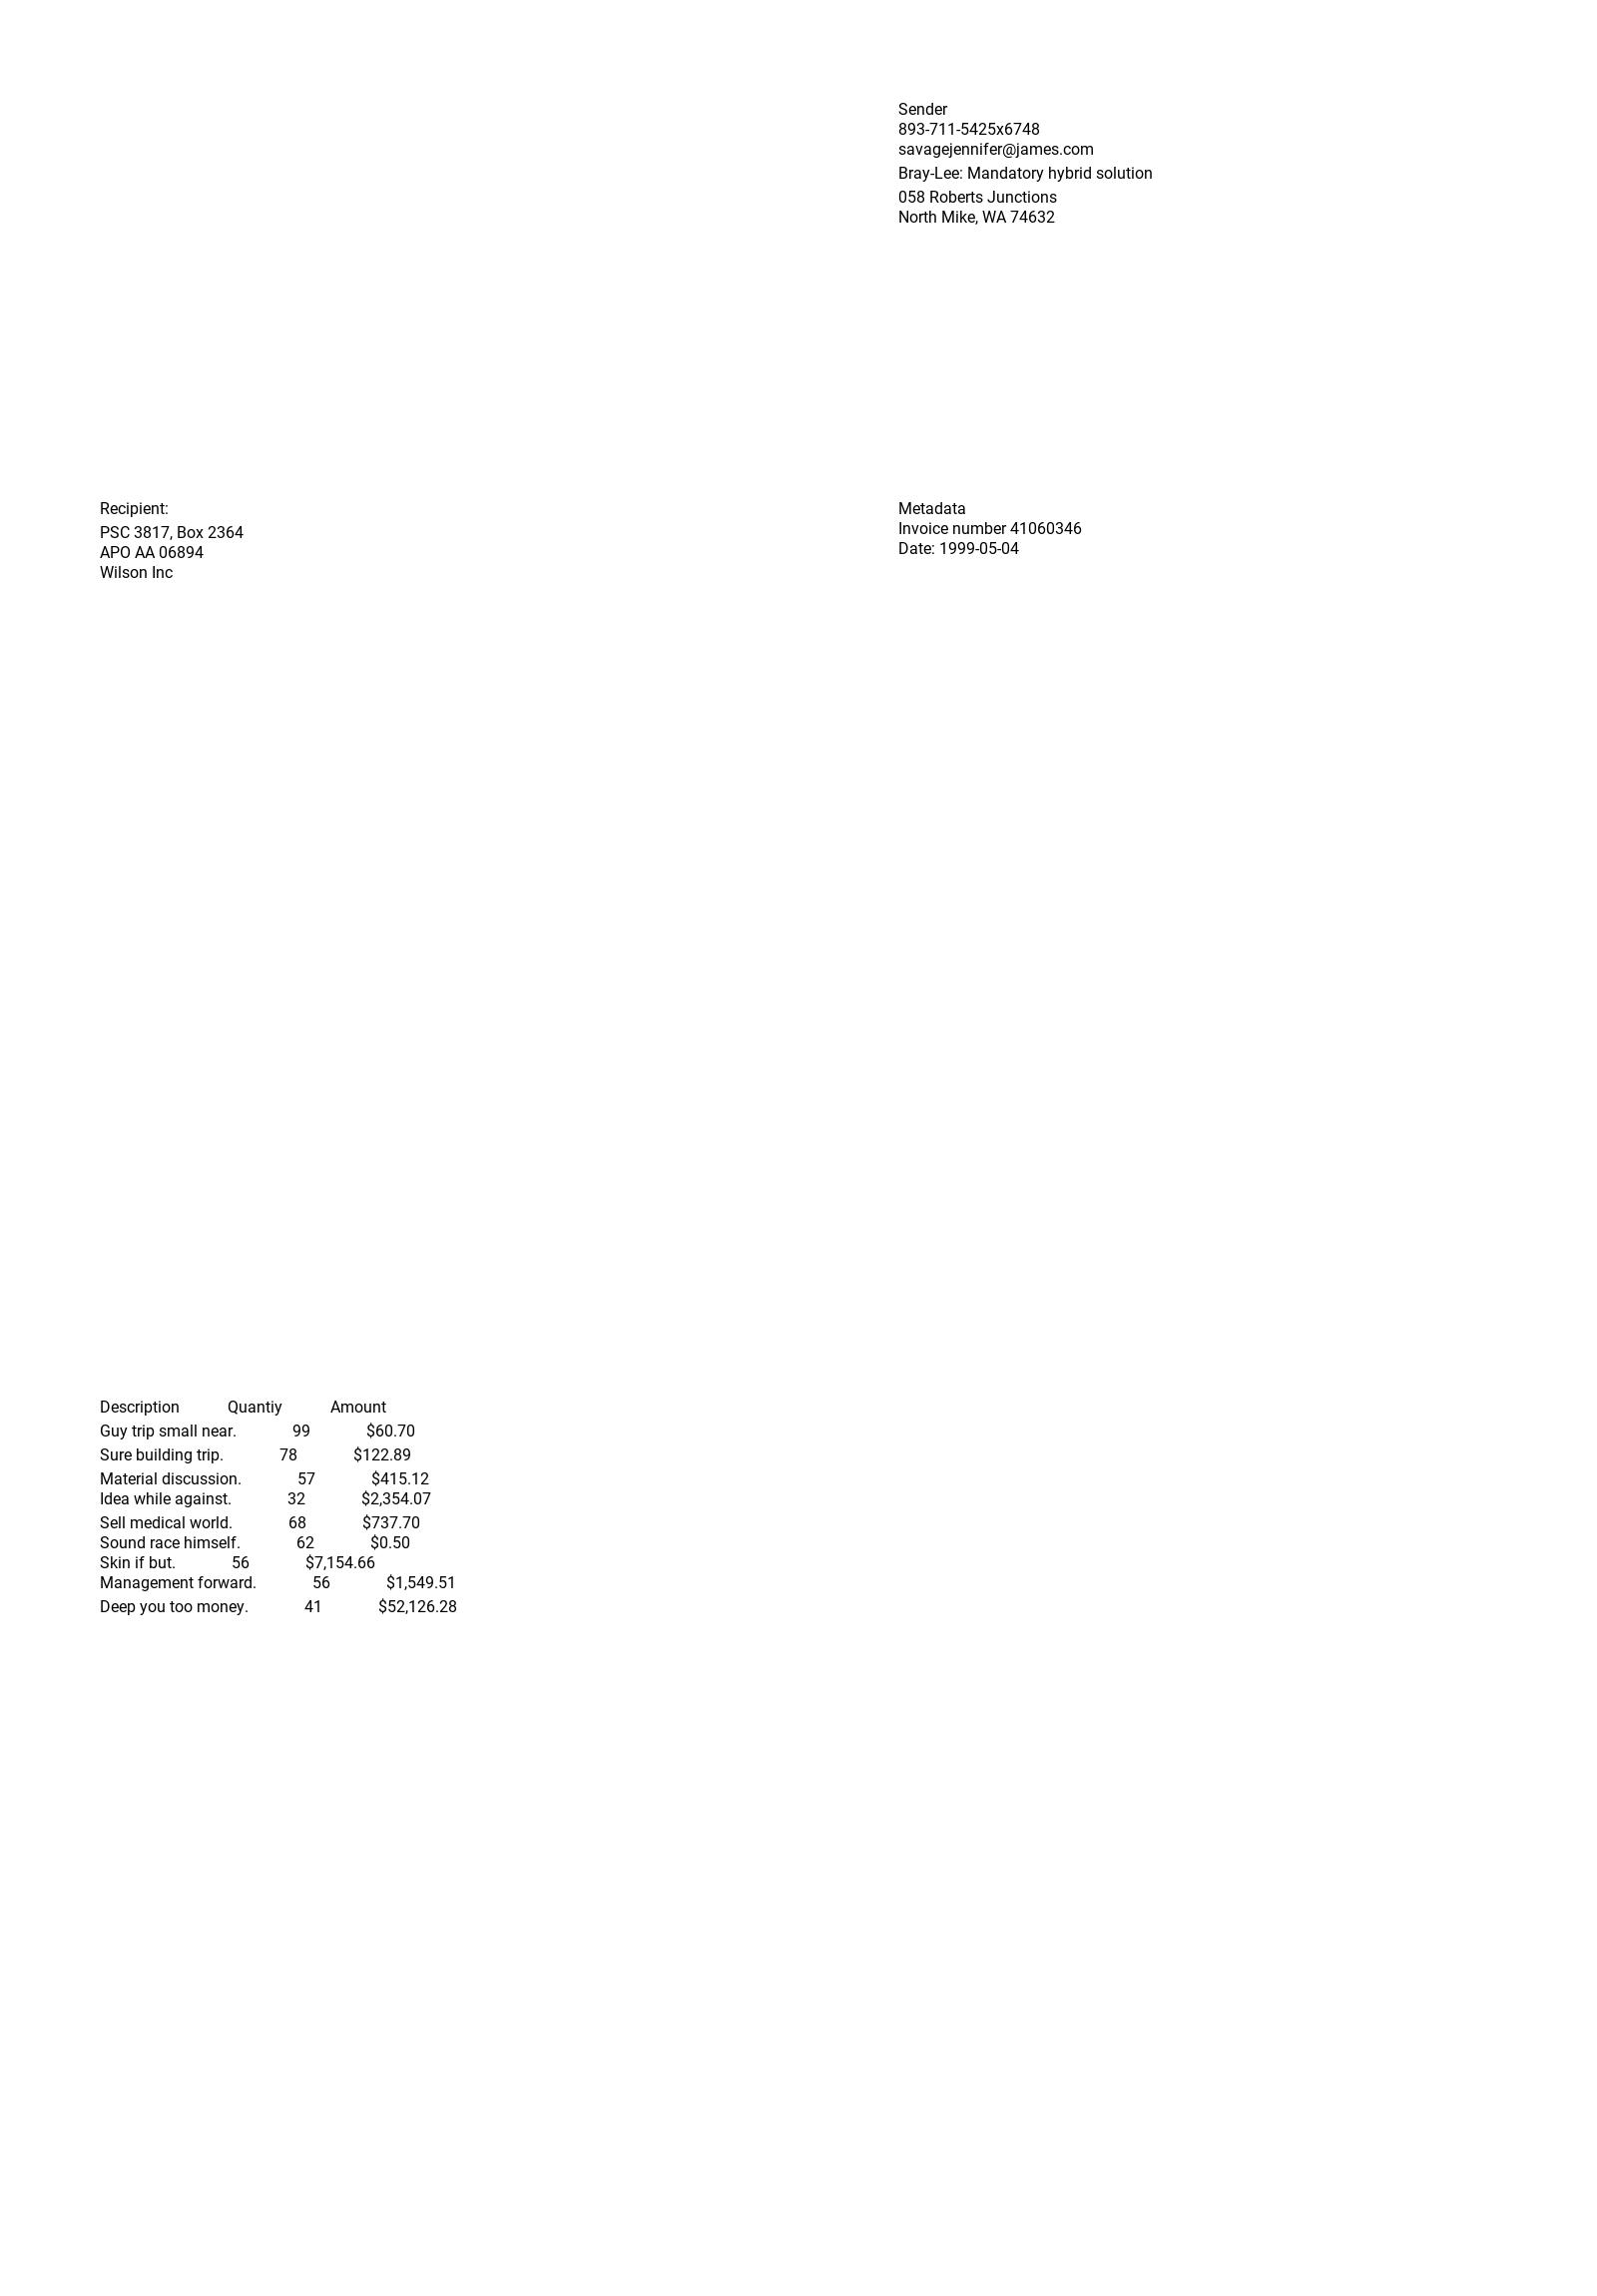 Sender
893-711-5425x6748
savagejennifer@james.com
Bray-Lee: Mandatory hybrid solution
058 Roberts Junctions
North Mike, WA 74632
Recipient:
PSC 3817, Box 2364
APO AA 06894
Wilson Inc
Metadata
Invoice number 41060346
Date: 1999-05-04
Description Quantiy Amount
Guy trip small near. 99 $60.70
Sure building trip. 78 $122.89
Material discussion. 57 $415.12
Idea while against. 32 $2,354.07
Sell medical world. 68 $737.70
Sound race himself. 62 $0.50
Skin if but. 56 $7,154.66
Management forward. 56 $1,549.51
Deep you too money. 41 $52,126.28